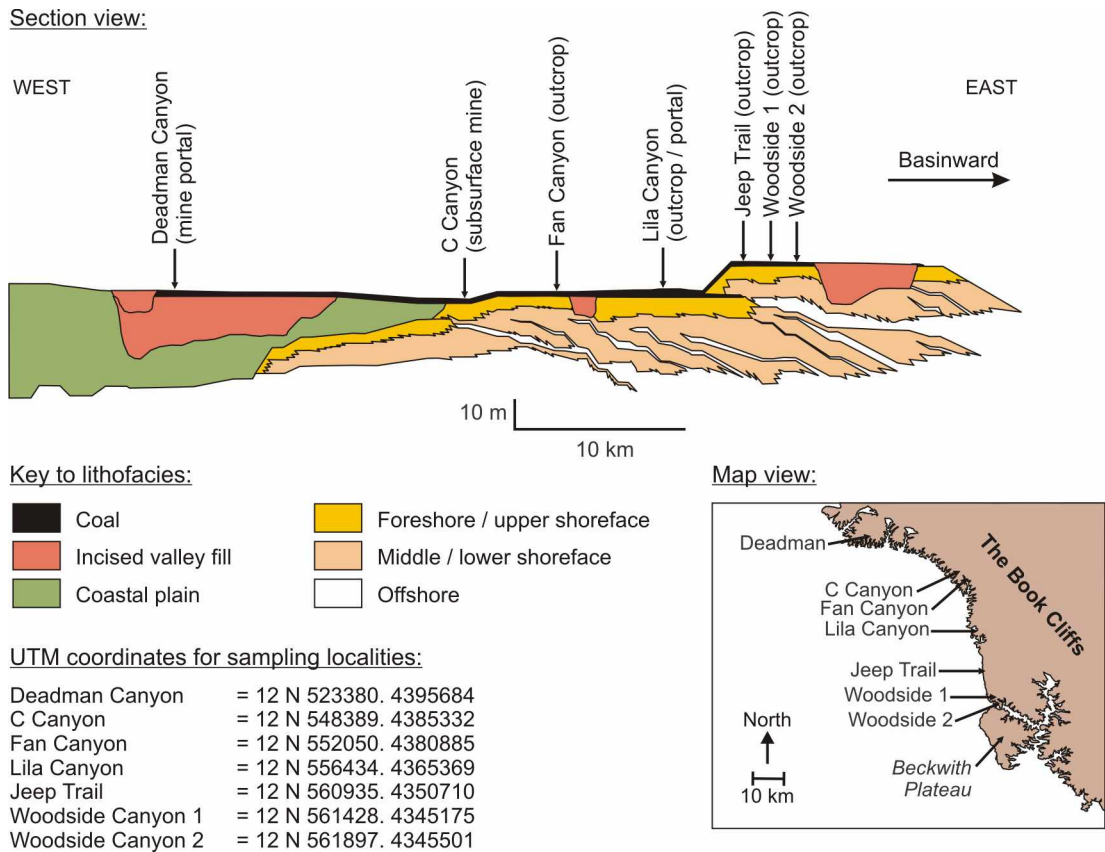 Section view:
WEST
EAST
Deadman Canyon
(mine portal)
C Canyon
(subsurface mine)
Fan Canyon (outcrop)
Lila Canyon
(outcrop / portal)
Jeep Trail (outcrop)
Woodside 1 (outcrop)
Woodside 2 (outcrop)
Basinward
10 m
10 km
Key to lithofacies:
Coal
Incised valley fill
Coastal plain
Foreshore / upper shoreface
Middle / lower shoreface
Offshore
UTM coordinates for sampling localities:
Deadman Canyon = 12 N 523380. 4395684
C Canyon = 12 N 548389. 4385332
Fan Canyon = 12 N 552050. 4380885
Lila Canyon = 12 N 556434. 4365369
Jeep Trail = 12 N 560935. 4350710
Woodside Canyon 1 = 12 N 561428. 4345175
Woodside Canyon 2 = 12 N 561897. 4345501
Map view:
Deadman
C Canyon
Fan Canyon
Lila Canyon
Jeep Trail
Woodside 1
Woodside 2
Beckwith
Plateau
The Book Cliffs
North
10 km